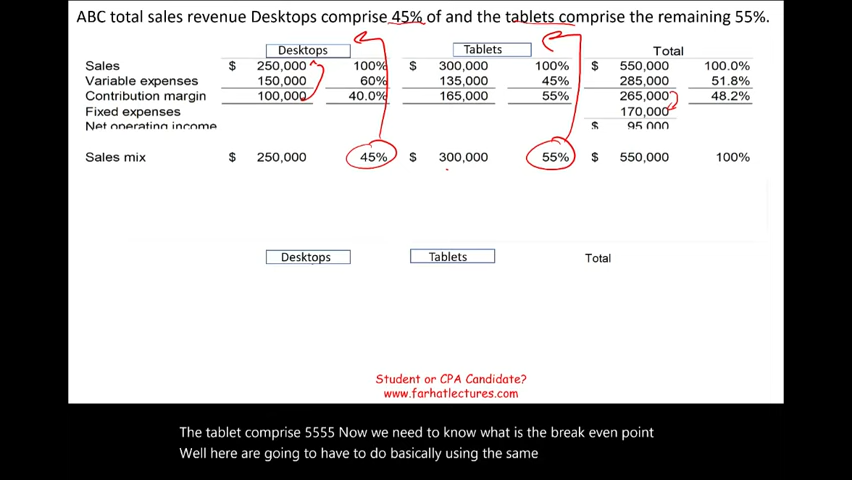 ABC total sales revenue Desktops comprise 45% of and the tablets comprise the remaining 55%.
Desktops Tablets Total
Sales $ 250,000 100% $ 300,000 100% $ 550,000 100.0%
Variable expenses 150,000 60% 135,000 45% 285,000 51.8%
Contribution margin 100,000 40.0% 165,000 55% 265,000 48.2%
Fixed expenses 170,000
Net operating income $ 95,000
Sales mix $ 250,000 45% $ 300,000 55% $ 550,000 100%
Desktops Tablets Total
Student or CPA Candidate?
www.farhatlectures.com
The tablet comprise 5555 Now we need to know what is the break even point
Well here are going to have to do basically using the same